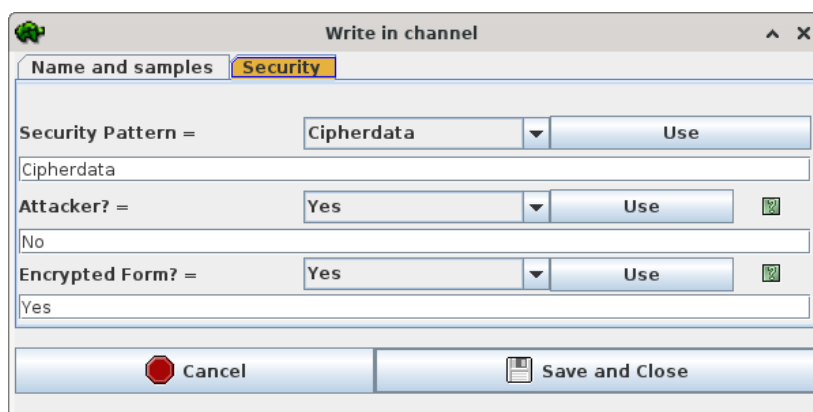 Write in channel
Name and samples Security
Security Pattern = Cipherdata Use
Cipherdata
Attacker? = Yes Use ?
No
Encrypted Form? = Yes Use ?
Yes
Cancel Save and Close